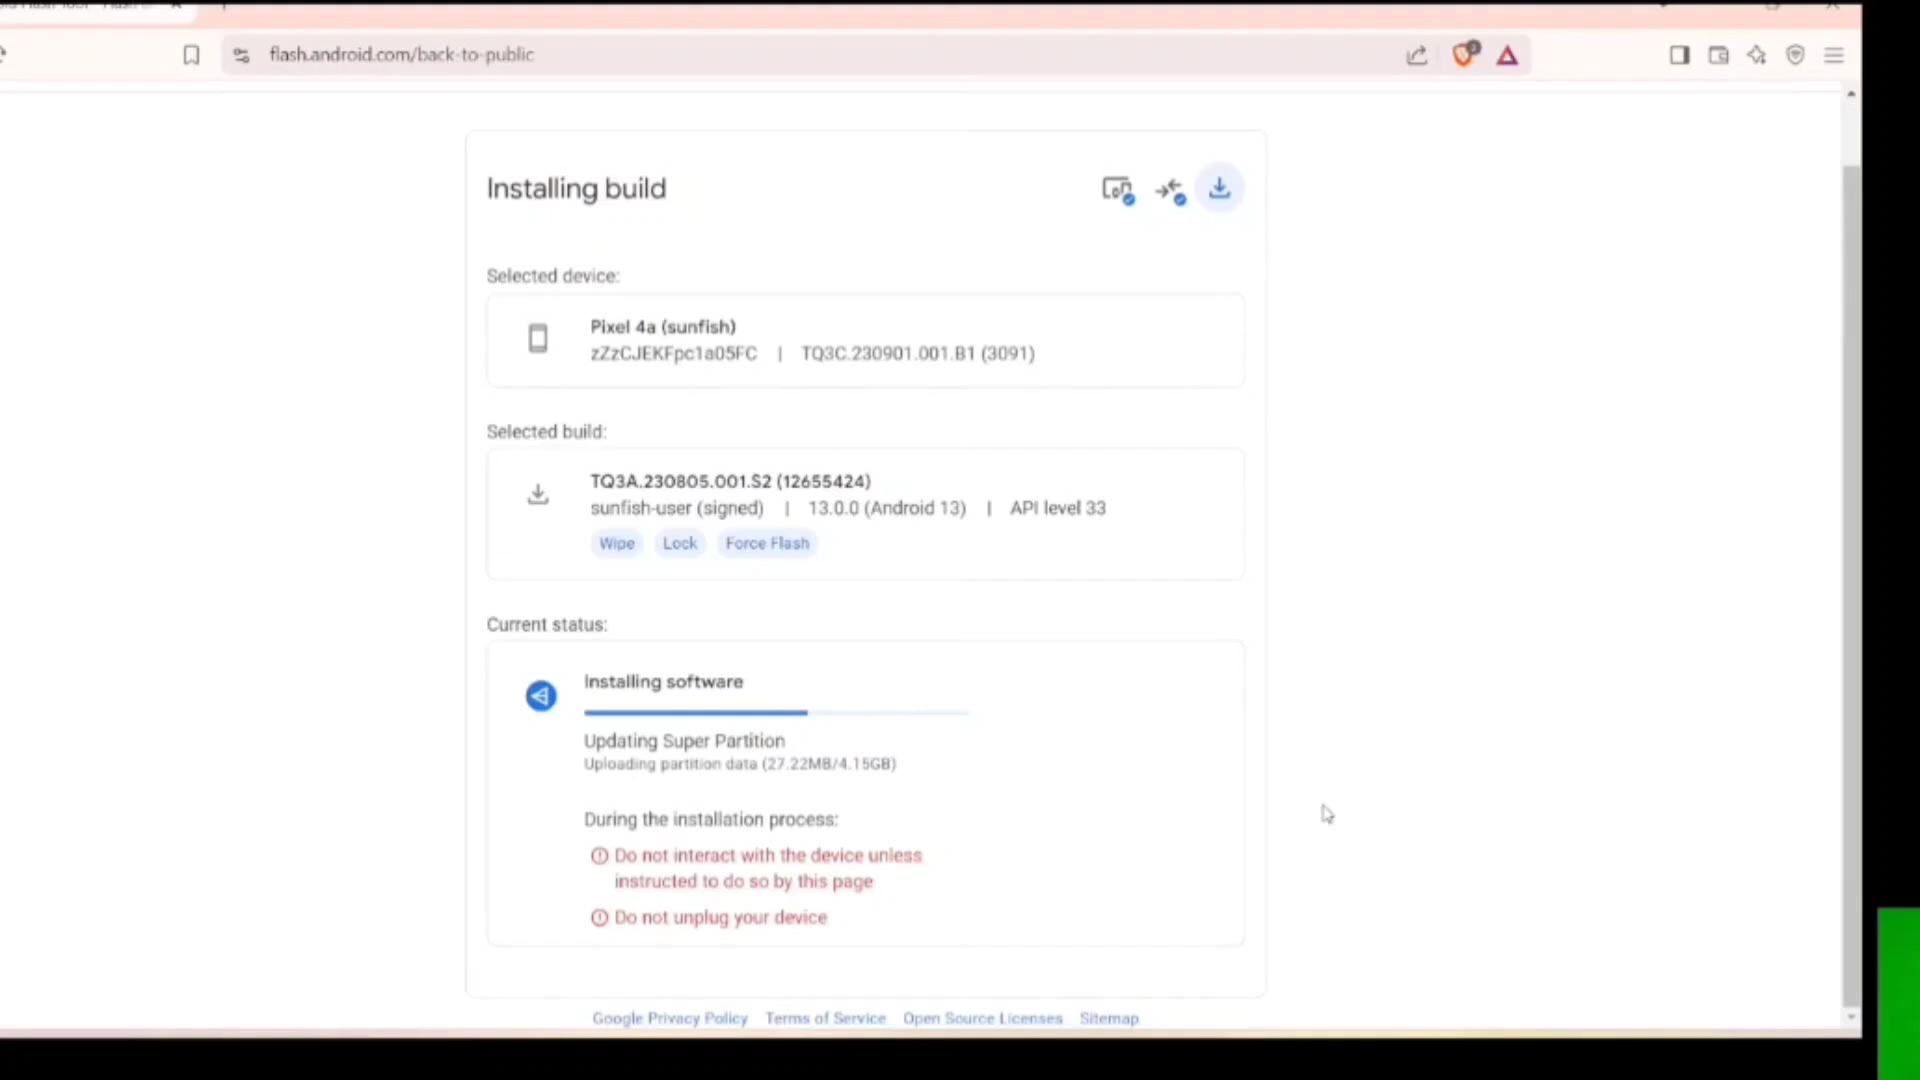 flash.android.com/back-to-public
Installing build
Selected device:
Pixel 4a (sunfish)
zZzCJEKFpc1a05FC | TQ3C.230901.001.B1 (3091)
Selected build:
TQ3A.230805.001.S2 (12655424)
sunfish-user (signed) | 13.0.0 (Android 13) | API level 33
Wipe Lock Force Flash
Current status:
Installing software
Updating Super Partition
Uploading partition data (27.22MB/4.15GB)
During the installation process:
Do not interact with the device unless
instructed to do so by this page
Do not unplug your device
Google Privacy Policy Terms of Service Open Source Licenses Sitemap